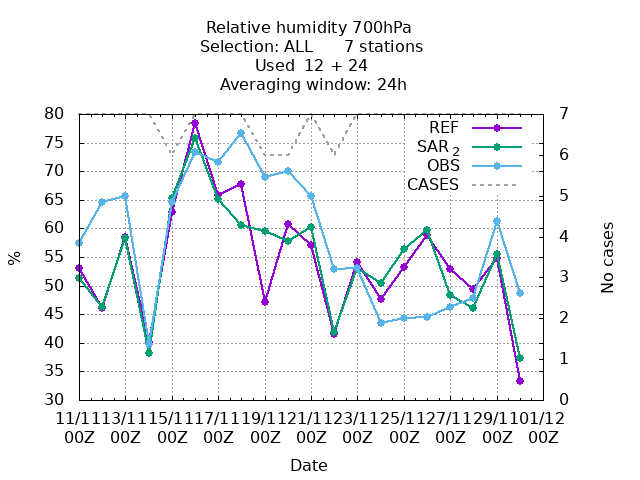 Relative humidity 700hPa
Selection: ALL      7 stations
Used  12 + 24
Averaging window: 24h
80
75
70
65
60
55
50
45
40
35
30
%
7
6
5
4
3
2
1
0
No cases
REF
SAR 2
OBS
CASES
11/11 13/11 15/11 17/11 19/11 21/11 23/11 25/11 27/11 29/11 01/12
00Z 00Z 00Z 00Z 00Z 00Z 00Z 00Z 00Z 00Z 00Z
Date